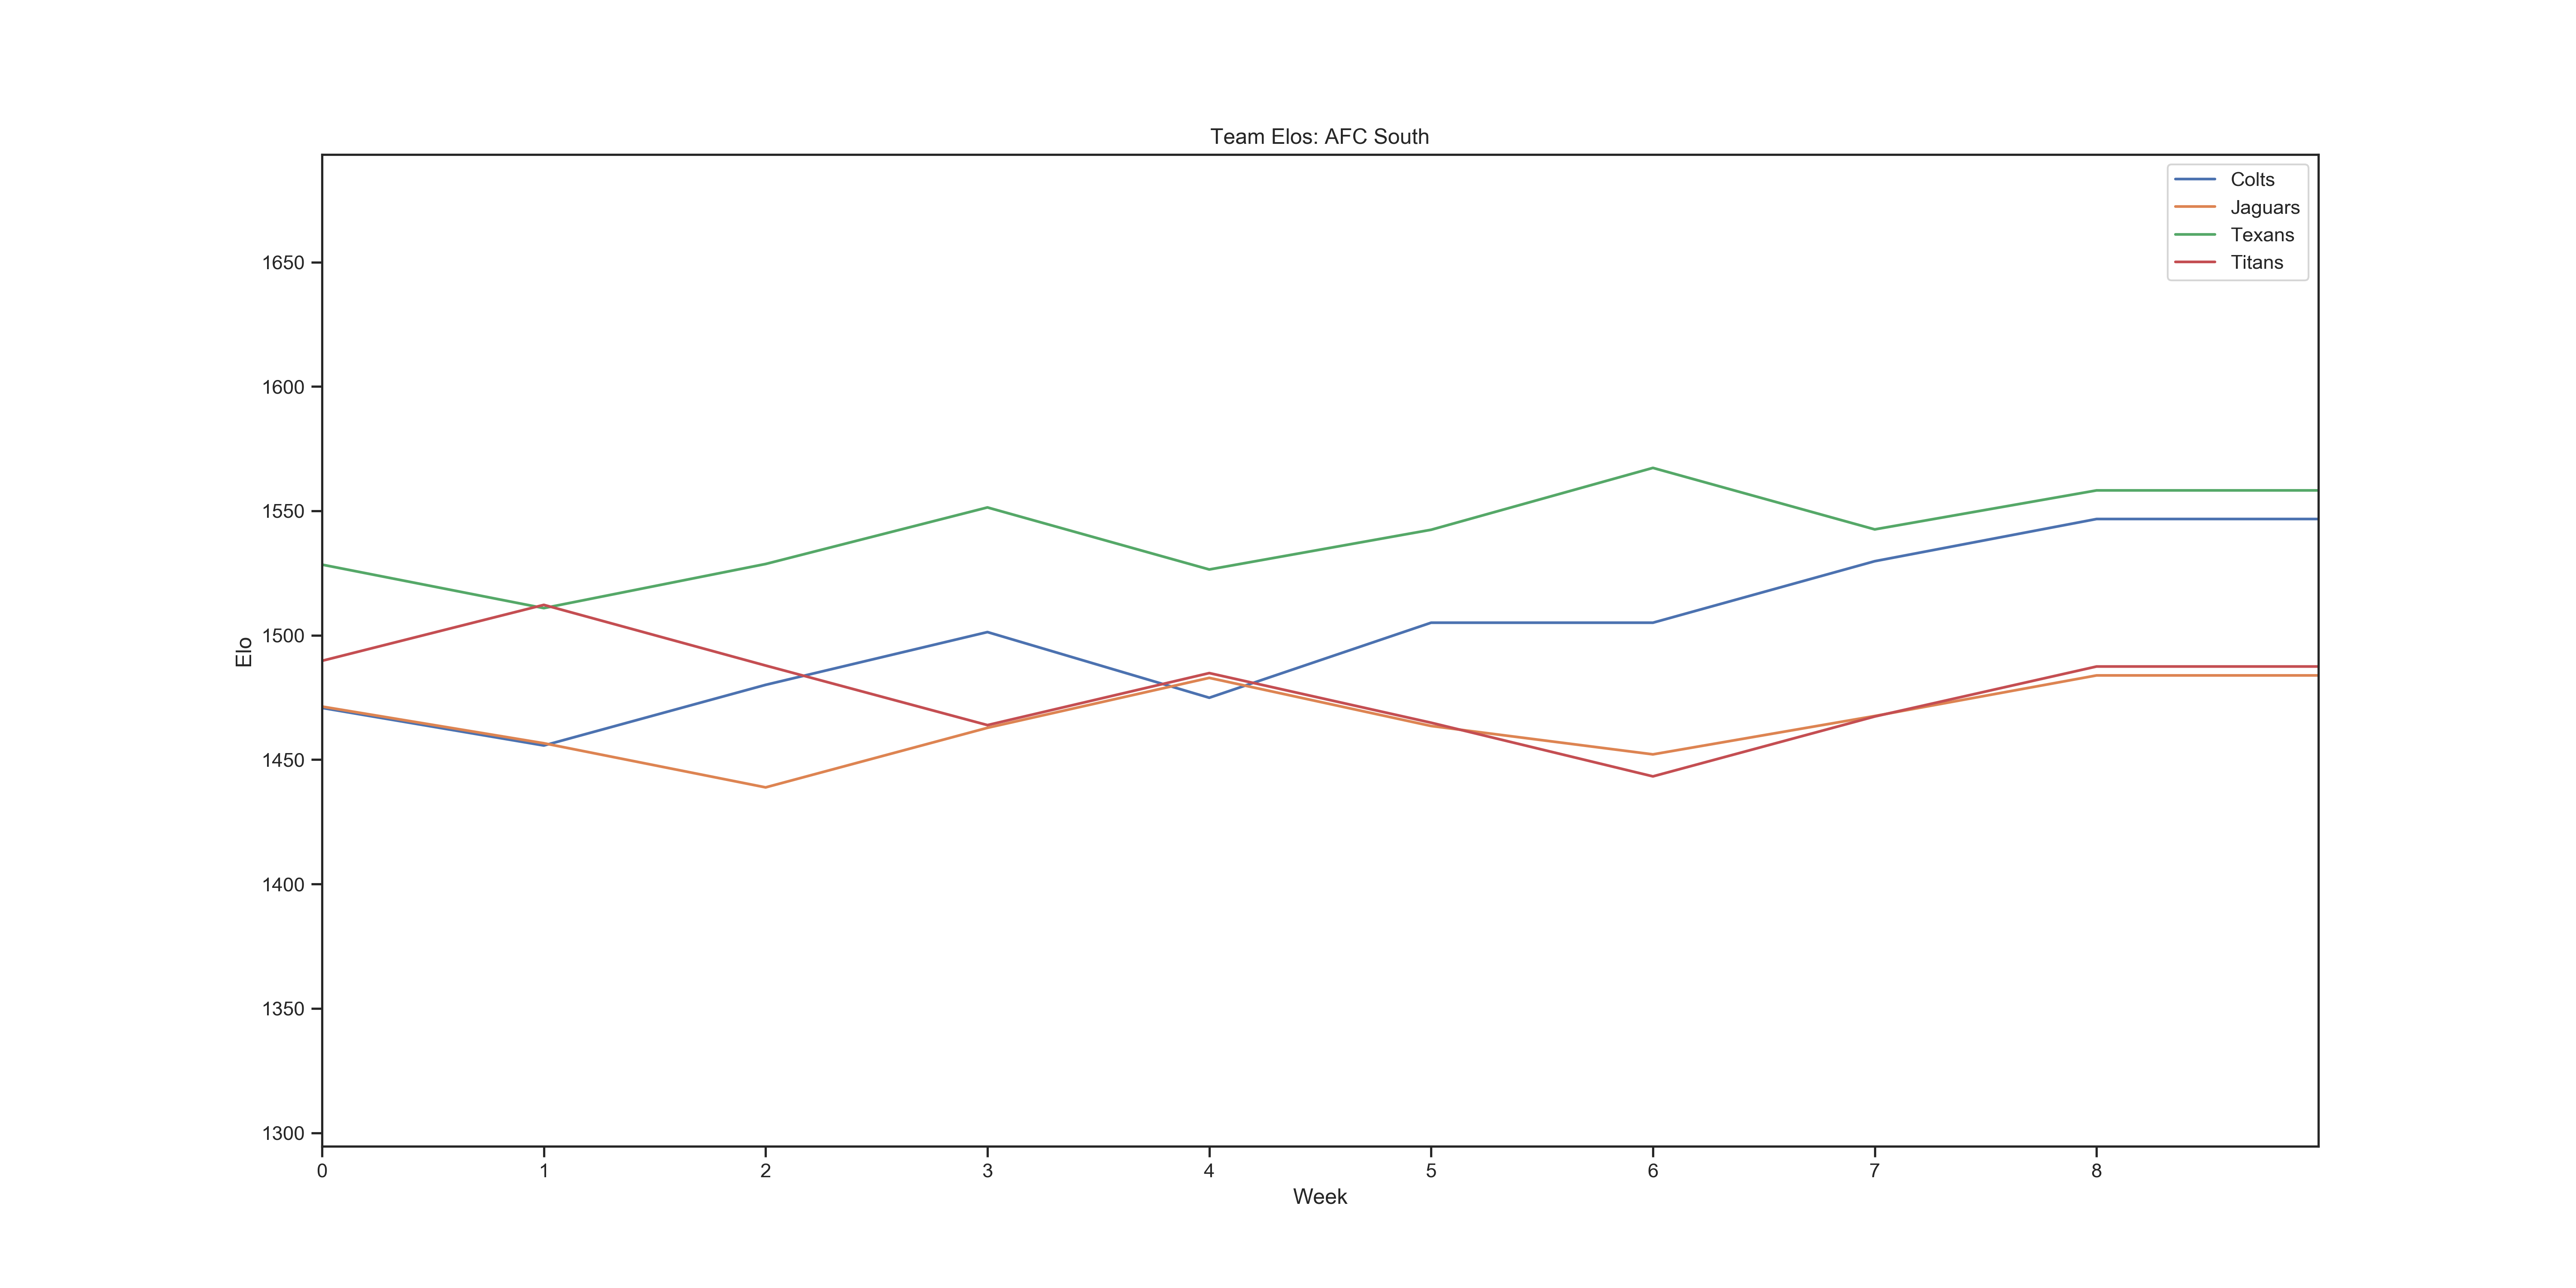 Team Elos: AFC South
Colts
Jaguars
Texans
Titans
1650
1600
1550
1500
1450
1400
1350
1300
Elo
0 1 2 3 4 5 6 7 8
Week